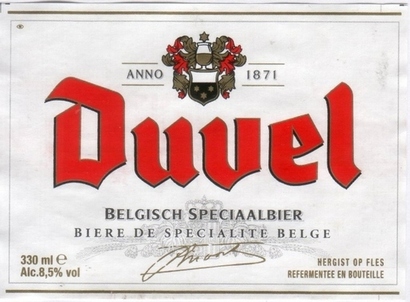 ANNO 1871
Duvel
BELGISCH SPECIAALBIER
BIERE DE SPECIALITE BELGE
330 ml e
Alc.8,5% vol
HERGIST OP FLES
REFERMENTEE EN BOUTEILLE